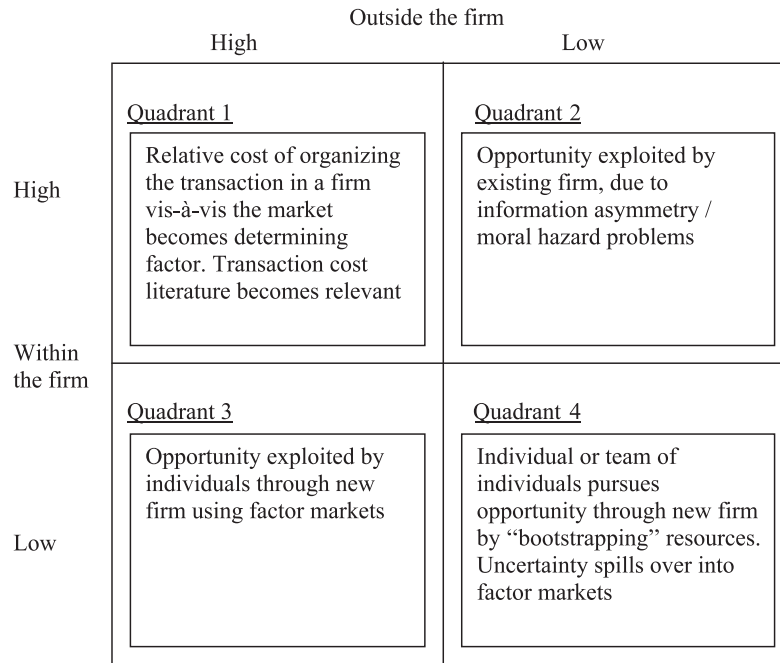 Outside the firm
High Low
Quadrant 1
Relative cost of organizing
the transaction in a firm
vis-à-vis the market
becomes determining
factor. Transaction cost
literature becomes relevant
Quadrant 2
Opportunity exploited by
existing firm, due to
information asymmetry /
moral hazard problems
High
Within
the firm
Quadrant 3
Opportunity exploited by
individuals through new
firm using factor markets
Quadrant 4
Individual or team of
individuals pursues
opportunity through new firm
by “bootstrapping” resources.
Uncertainty spills over into
factor markets
Low